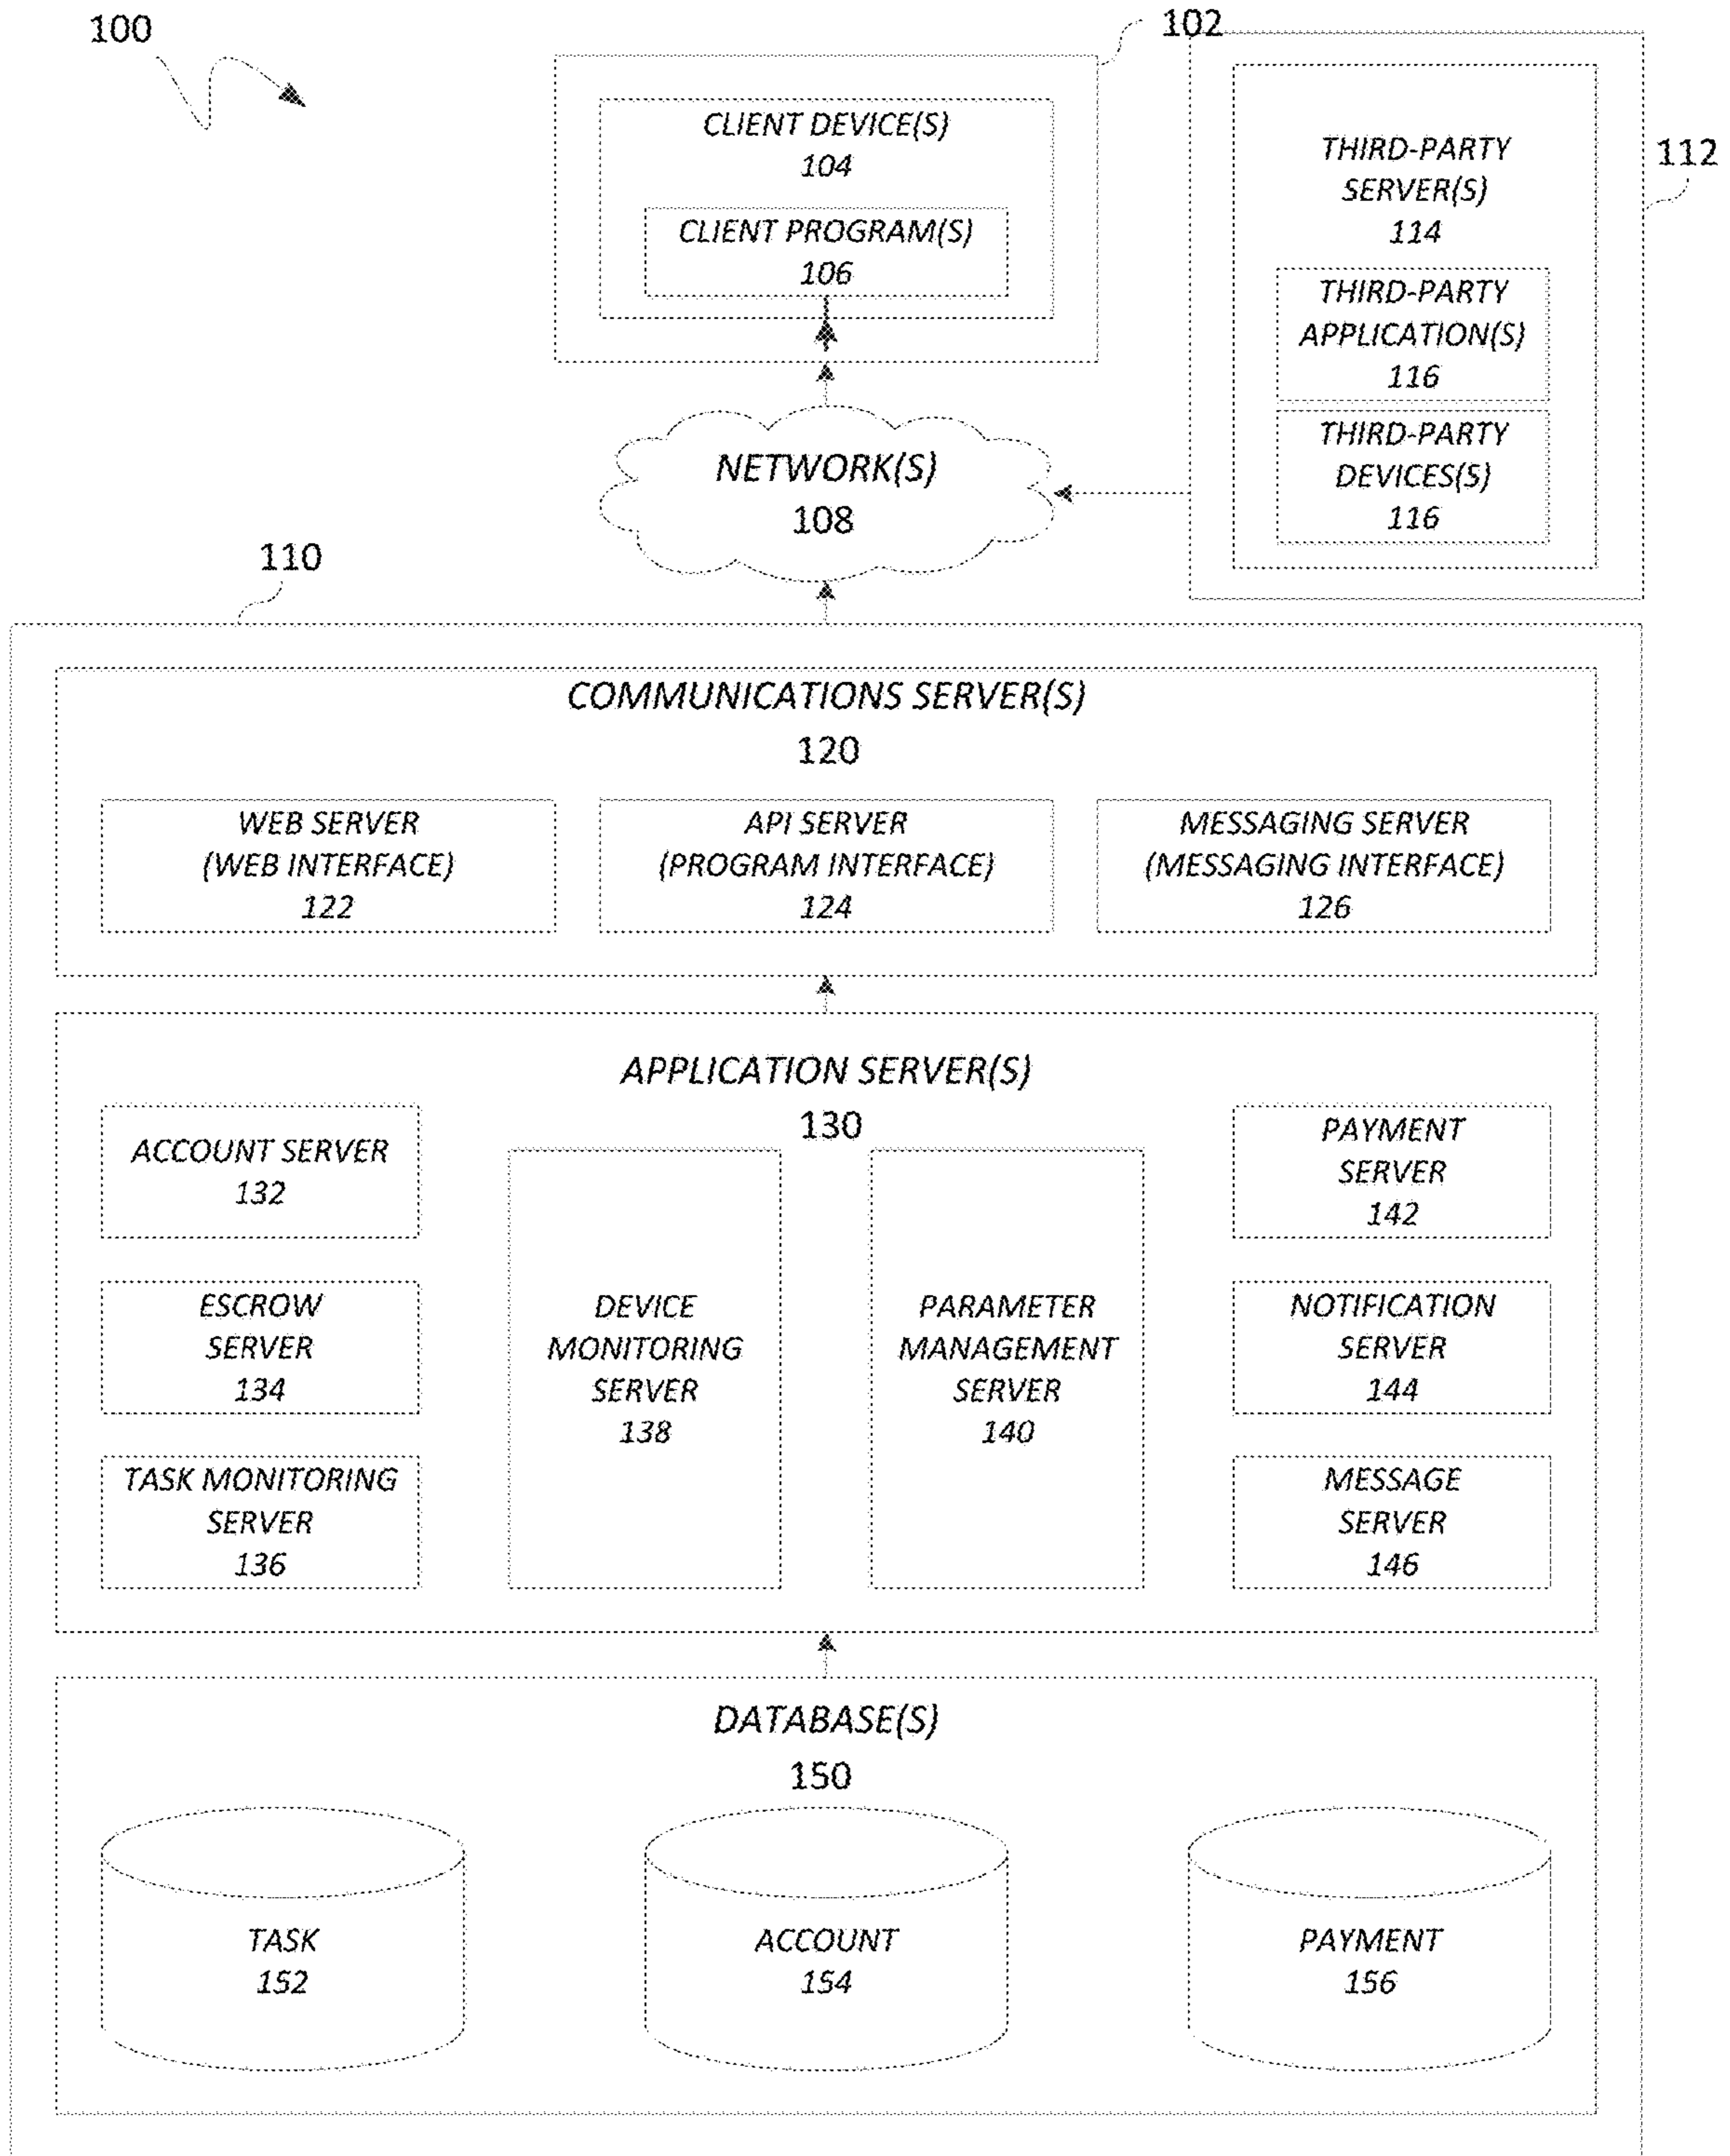 100
102
CLIENT DEVICE(S)
104
CLIENT PROGRAM(S)
106
112
THIRD-PARTY
SERVER(S)
114
THIRD-PARTY
APPLICATION(S)
116
THIRD-PARTY
DEVICES(S)
116
NETWORK(S)
108
110
COMMUNICATIONS SERVER(S)
120
WEB SERVER
(WEB INTERFACE)
122
API SERVER
(PROGRAM INTERFACE)
124
MESSAGING SERVER
(MESSAGING INTERFACE)
126
APPLICATION SERVER(S)
130
ACCOUNT SERVER
132
ESCROW
SERVER
134
TASK MONITORING
SERVER
136
DEVICE
MONITORING
SERVER
138
PARAMETER
MANAGEMENT
SERVER
140
PAYMENT
SERVER
142
NOTIFICATION
SERVER
144
MESSAGE
SERVER
146
DATABASE(S)
150
TASK
152
ACCOUNT
154
PAYMENT
156